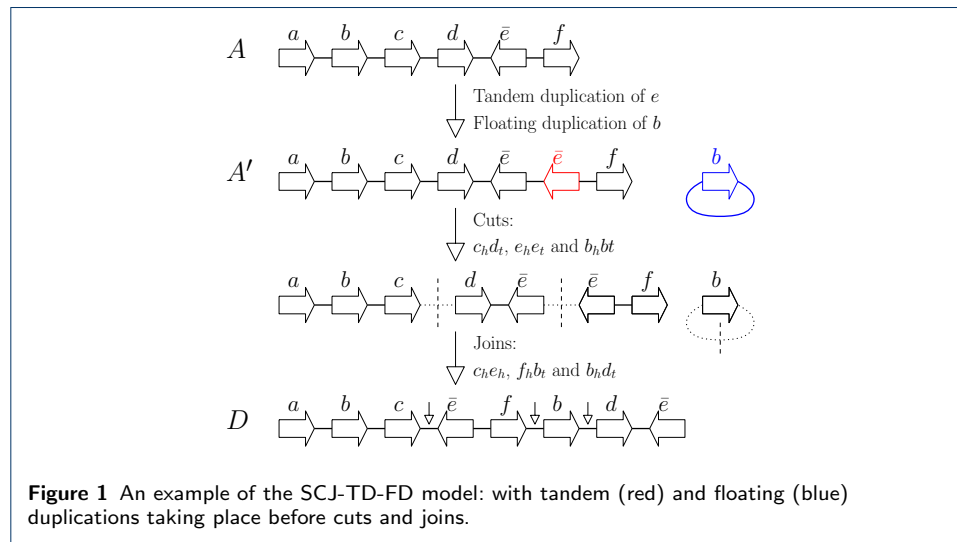 a b c d ē f
A
Tandem duplication of e
Floating duplication of b
a b c d ē ē f b
A′
Cuts:
c_h d_t, e_h e_t and b_h bt
a b c d ē ē f b
Joins:
c_h e_h, f_h b_t and b_h d_t
a b c ē f b d ē
D
Figure 1 An example of the SCJ-TD-FD model: with tandem (red) and floating (blue)
duplications taking place before cuts and joins.